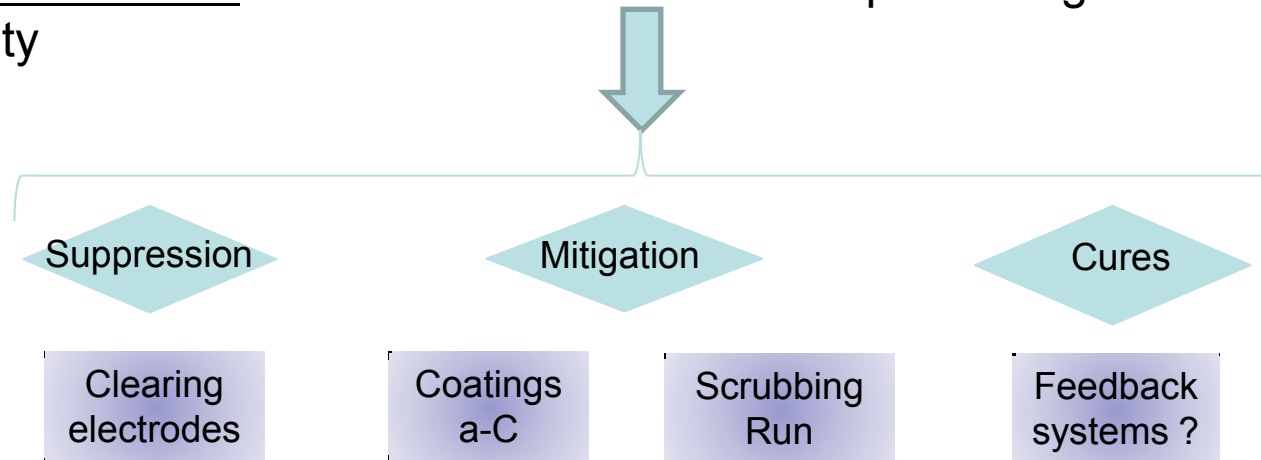 ty
Suppression
Mitigation
Cures
Clearing
electrodes
Coatings
a-C
Scrubbing
Run
Feedback
systems ?